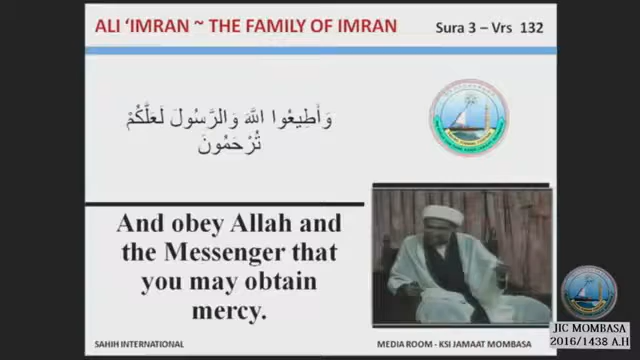 ALI ‘IMRAN ~ THE FAMILY OF IMRAN
Sura 3 – Vrs 132
وَأَطِيعُوا اللَّهَ وَالرَّسُولَ لَعَلَّكُمْ
تُرْحَمُونَ
And obey Allah and
the Messenger that
you may obtain
mercy.
SAHIH INTERNATIONAL
MEDIA ROOM - KSI JAMAAT MOMBASA
JIC MOMBASA
2016/1438 A.H